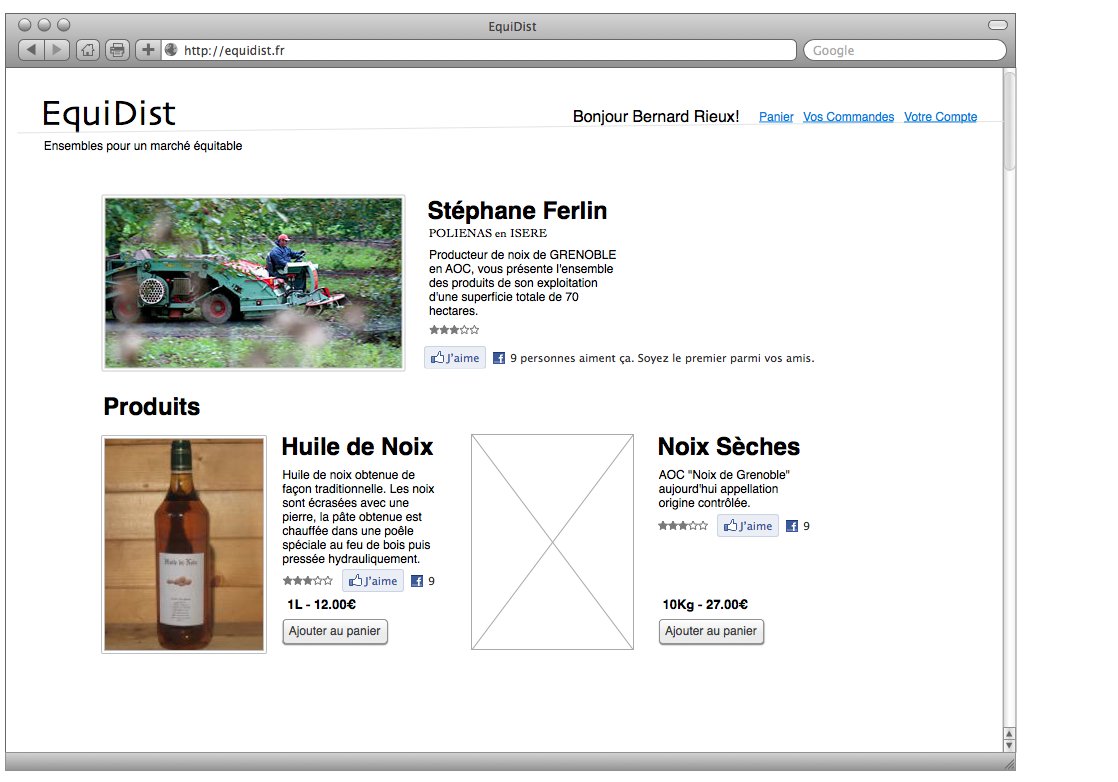 EquiDist
http://equidist.fr
Google
EquiDist
Bonjour Bernard Rieux!
Panier Vos Commandes Votre Compte
Ensembles pour un marché équitable
Stéphane Ferlin
POLIENAS en ISERE
Producteur de noix de GRENOBLE
en AOC, vous présente l'ensemble
des produits de son exploitation
d'une superficie totale de 70
hectares.
J'aime
9 personnes aiment ça. Soyez le premier parmi vos amis.
Produits
Huile de Noix
Huile de Noix
Huile de noix obtenue de
façon traditionnelle. Les noix
sont écrasées avec une
pierre, la pâte obtenue est
chauffée dans une poêle
spéciale au feu de bois puis
pressée hydrauliquement.
J'aime 9
1L - 12.00€
Ajouter au panier
Noix Sèches
AOC "Noix de Grenoble"
aujourd'hui appellation
origine contrôlée.
J'aime 9
10Kg - 27.00€
Ajouter au panier